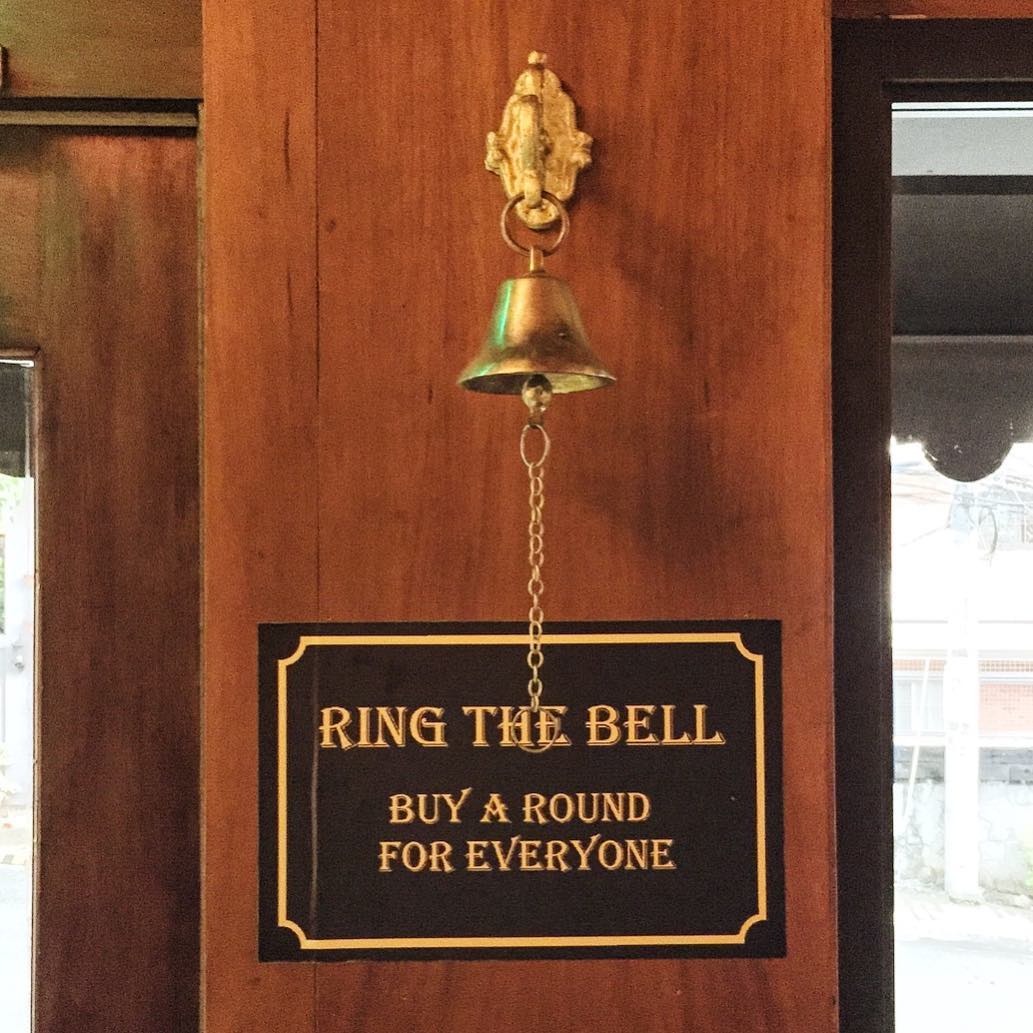 RING THE BELL
BUY A ROUND
FOR EVERYONE